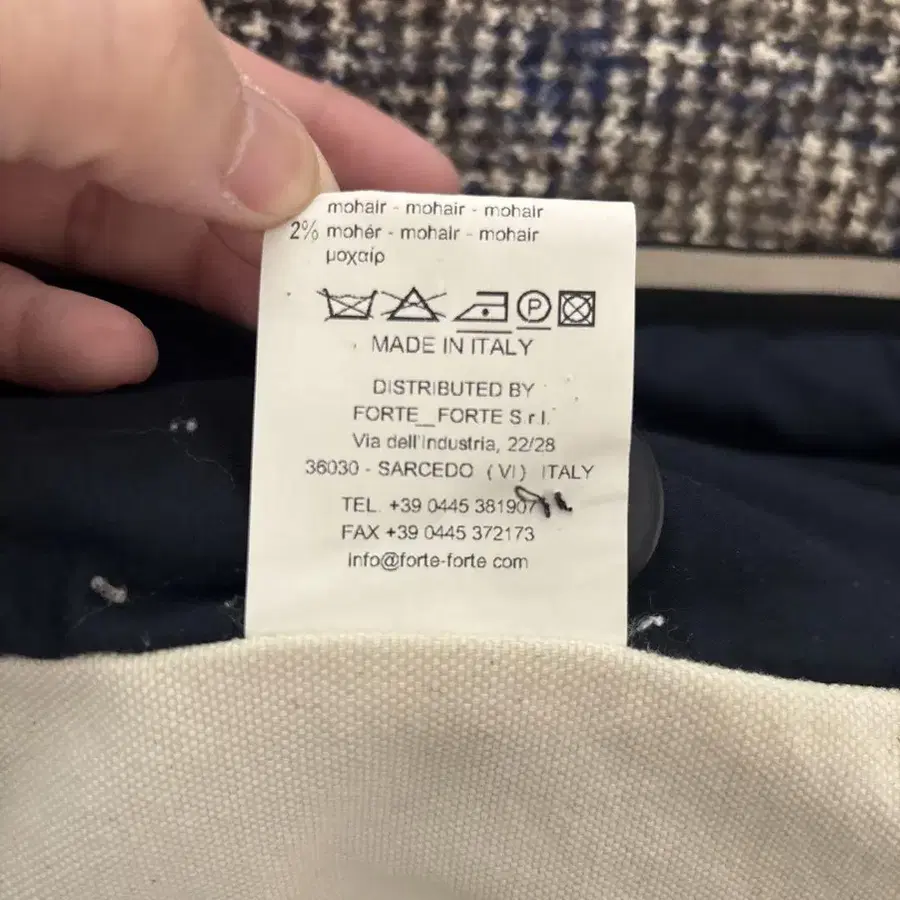 mohair - mohair - mohair
2% mohér - mohair - mohair
μοχαίρ
P
MADE IN ITALY
DISTRIBUTED BY
FORTE__FORTE S.r.l.
Via dell'Industria, 22/28
36030 - SARCEDO (VI) ITALY
TEL. +39 0445 381907
FAX +39 0445 372173
info@forte-forte com